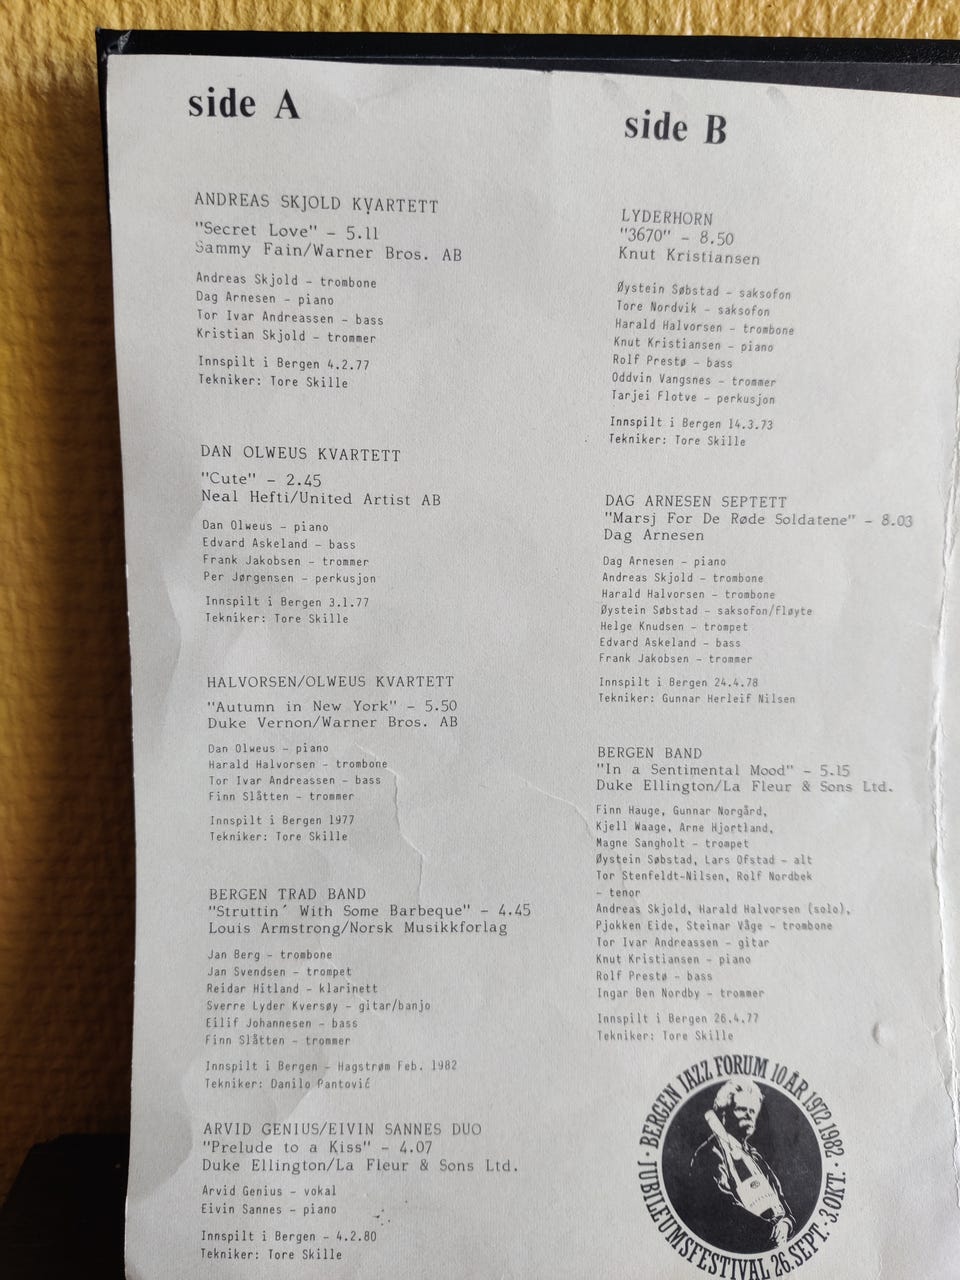 side A
ANDREAS SKJOLD KVARTETT
"Secret Love" - 5.11
Sammy Fain/Warner Bros. AB
Andreas Skjold - trombone
Dag Arnesen - piano
Tor Ivar Andreassen - bass
Kristian Skjold - trommer
Innspilt i Bergen 4.2.77
Tekniker: Tore Skille
DAN OLWEUS KVARTETT
"Cute" - 2.45
Neal Hefti/United Artist AB
Dan Olweus - piano
Edvard Askeland - bass
Frank Jakobsen - trommer
Per Jørgensen - perkusjon
Innspilt i Bergen 3.1.77
Tekniker: Tore Skille
HALVORSEN/OLWEUS KVARTETT
"Autumn in New York" - 5.50
Duke Vernon/Warner Bros. AB
Dan Olweus - piano
Harald Halvorsen - trombone
Tor Ivar Andreassen - bass
Finn Slåtten - trommer
Innspilt i Bergen 1977
Tekniker: Tore Skille
BERGEN TRAD BAND
"Struttin´ With Some Barbeque" - 4.45
Louis Armstrong/Norsk Musikkforlag
Jan Berg - trombone
Jan Svendsen - trompet
Reidar Hitland - klarinett
Sverre Lyder Kversøy - gitar/banjo
Eilif Johannesen - bass
Finn Slåtten - trommer
Innspilt i Bergen - Hagstrøm Feb. 1982
Tekniker: Danilo Pantović
ARVID GENIUS/EIVIN SANNES DUO
"Prelude to a Kiss" - 4.07
Duke Ellington/La Fleur & Sons Ltd.
Arvid Genius - vokal
Eivin Sannes - piano
Innspilt i Bergen - 4.2.80
Tekniker: Tore Skille
side B
LYDERHORN
"3670" - 8.50
Knut Kristiansen
Øystein Søbstad - saksofon
Tore Nordvik - saksofon
Harald Halvorsen - trombone
Knut Kristiansen - piano
Rolf Prestø - bass
Oddvin Vangsnes - trommer
Tarjei Flotve - perkusjon
Innspilt i Bergen 14.3.73
Tekniker: Tore Skille
DAG ARNESEN SEPTETT
"Marsj For De Røde Soldatene" - 8.03
Dag Arnesen
Dag Arnesen - piano
Andreas Skjold - trombone
Harald Halvorsen - trombone
Øystein Søbstad - saksofon/fløyte
Helge Knudsen - trompet
Edvard Askeland - bass
Frank Jakobsen - trommer
Innspilt i Bergen 24.4.78
Tekniker: Gunnar Herleif Nilsen
BERGEN BAND
"In a Sentimental Mood" - 5.15
Duke Ellington/La Fleur & Sons Ltd.
Finn Hauge, Gunnar Norgård,
Kjell Waage, Arne Hjortland,
Magne Sangholt - trompet
Øystein Søbstad, Lars Ofstad - alt
Tor Stenfeldt-Nilsen, Rolf Nordbek
- tenor
Andreas Skjold, Harald Halvorsen (solo),
Pjokken Eide, Steinar Våge - trombone
Tor Ivar Andreassen - gitar
Knut Kristiansen - piano
Rolf Prestø - bass
Ingar Ben Nordby - trommer
Innspilt i Bergen 26.4.77
Tekniker: Tore Skille
· BERGEN JAZZ FORUM 10 ÅR 1972 1982 ·
JUBILEUMSFESTIVAL 26.SEPT. 3.OKT.